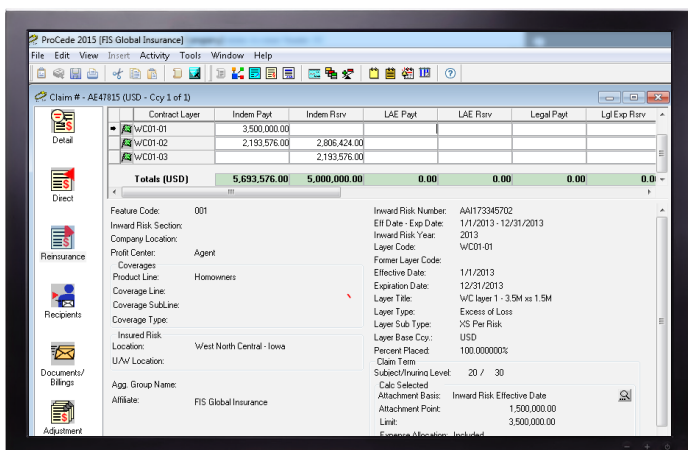 ProCede 2015 [FIS Global Insurance]
File Edit View Insert Activity Tools Window Help
Claim # - AE47815 (USD - Ccy 1 of 1)
Contract Layer Indem Payt Indem Rsrv LAE Payt LAE Rsrv Legal Payt Lgl Exp Rsrv
WC01-01 3,500,000.00
WC01-02 2,193,576.00 2,806,424.00
WC01-03 2,193,576.00
Totals (USD) 5,693,576.00 5,000,000.00 0.00 0.00 0.00 0.0
Detail
Direct
Reinsurance
Recipients
Documents/
Billings
Adjustment
Feature Code: 001
Inward Risk Section:
Company Location:
Profit Center: Agent
Coverages
Product Line: Homeowners
Coverage Line:
Coverage SubLine:
Coverage Type:
Insured Risk
Location: West North Central - Iowa
U/W Location:
Agg. Group Name:
Affiliate: FIS Global Insurance
Inward Risk Number: AAI173345702
Eff Date - Exp Date: 1/1/2013 - 12/31/2013
Inward Risk Year: 2013
Layer Code: WC01-01
Former Layer Code:
Effective Date: 1/1/2013
Expiration Date: 12/31/2013
Layer Title: WC layer 1 - 3.5M xs 1.5M
Layer Type: Excess of Loss
Layer Sub Type: XS Per Risk
Layer Base Ccy: USD
Percent Placed: 100.000000%
Claim Term
Subject/Inuring Level: 20 / 30
Calc Selected
Attachment Basis: Inward Risk Effective Date
Attachment Point: 1,500,000.00
Limit: 3,500,000.00
Expense Allocation: Included